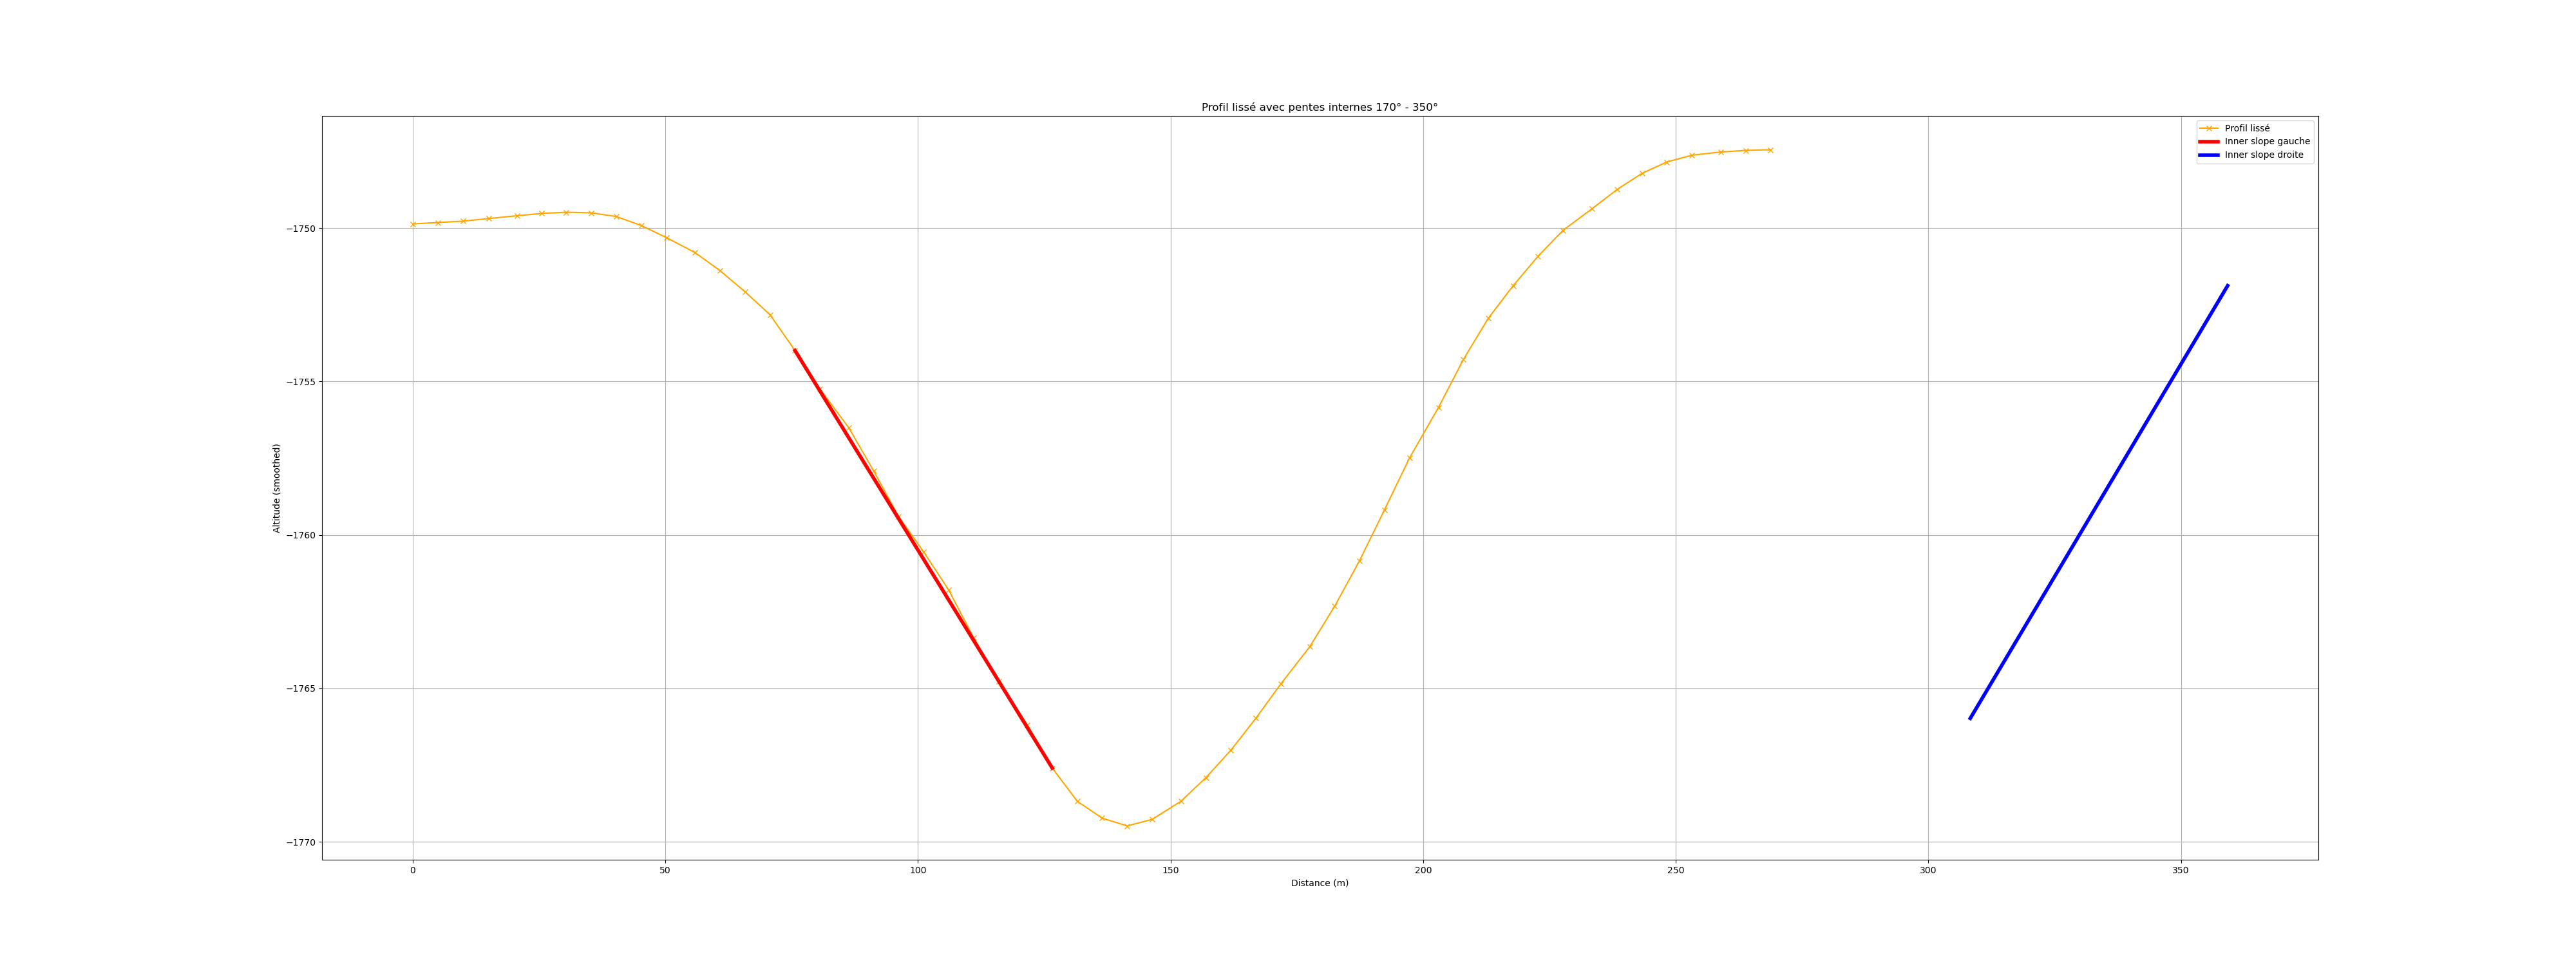 Profil lissé avec pentes internes 170° - 350°
Profil lissé
Inner slope gauche
Inner slope droite
−1750
−1755
−1760
−1765
−1770
Altitude (smoothed)
0 50 100 150 200 250 300 350
Distance (m)